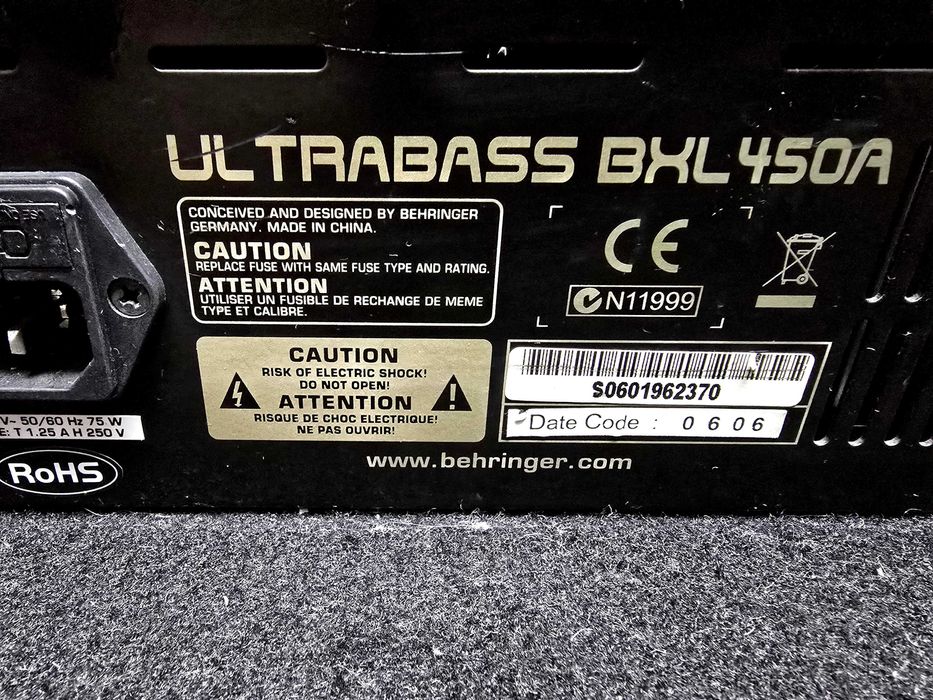 ULTRABASS BXL450A
CONCEIVED AND DESIGNED BY BEHRINGER
GERMANY. MADE IN CHINA.
CAUTION
REPLACE FUSE WITH SAME FUSE TYPE AND RATING.
ATTENTION
UTILISER UN FUSIBLE DE RECHANGE DE MEME
TYPE ET CALIBRE.
CE
N11999
CAUTION
RISK OF ELECTRIC SHOCK!
DO NOT OPEN!
ATTENTION
RISQUE DE CHOC ELECTRIQUE!
NE PAS OUVRIR!
S0601962370
Date Code : 0606
V~ 50/60 Hz 75 W
E: T 1.25 A H 250 V
RoHS
www.behringer.com